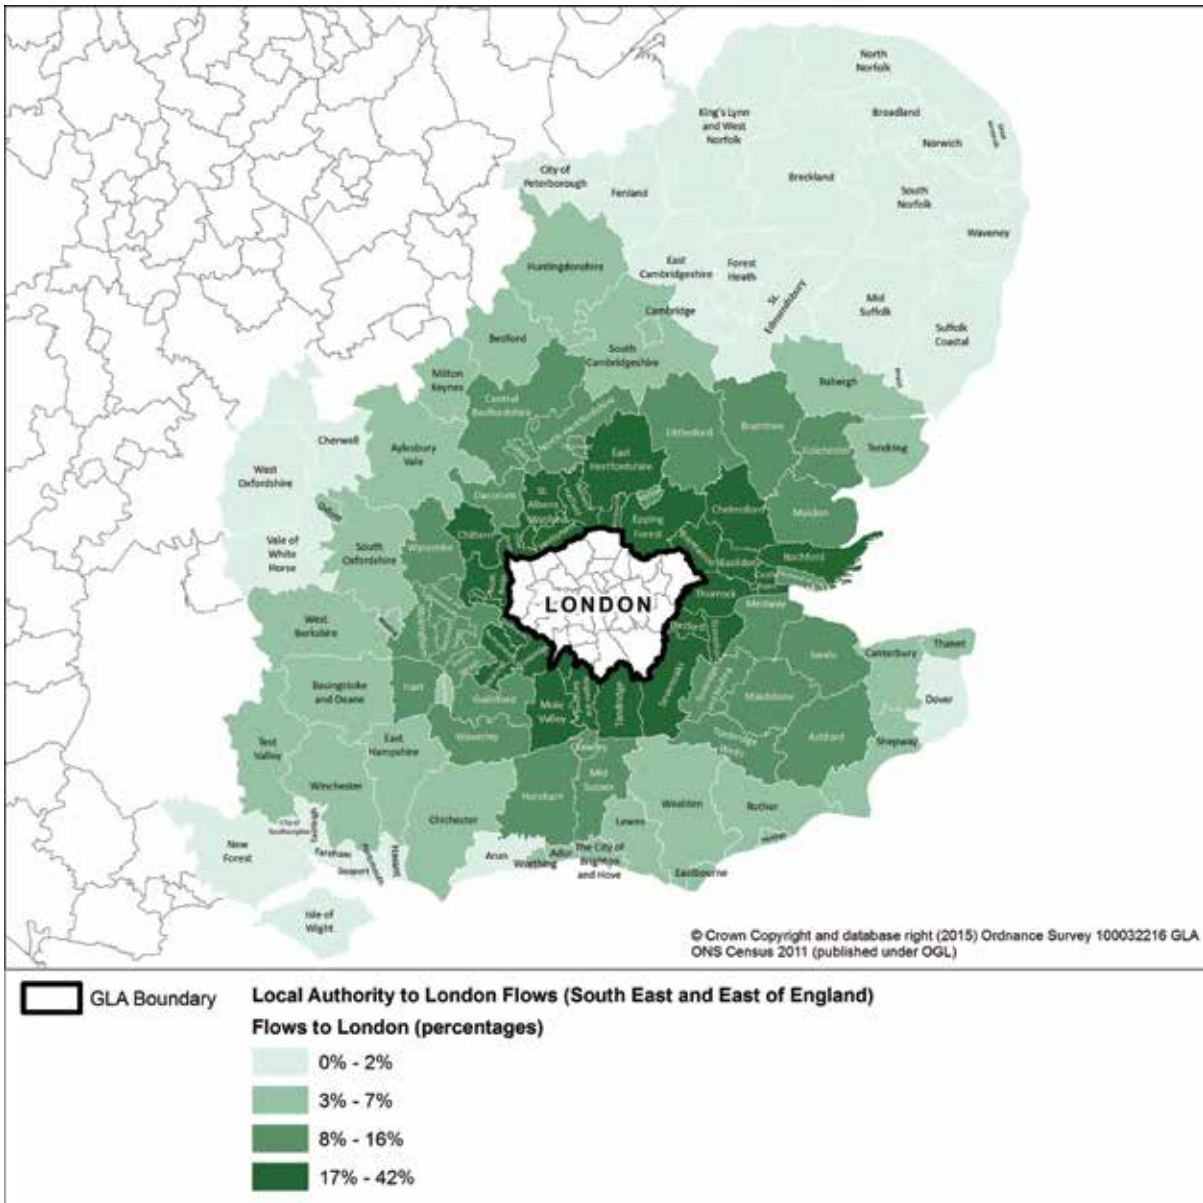 North
Norfolk
King's Lynn
and West
Norfolk
Broadland
Norwich
City of
Peterborough
Fenland
Breckland
South
Norfolk
Waveney
East
Cambridgeshire
Forest
Heath
Huntingdonshire
St.
Edmundsbury
Mid
Suffolk
Suffolk
Coastal
Cambridge
Bedford
South
Cambridgeshire
Milton
Keynes
Babergh
Central
Bedfordshire
Cherwell
Aylesbury
Vale
Uttlesford
Braintree
Colchester
Tendring
West
Oxfordshire
East
Hertfordshire
Dacorum
St.
Albans
Chelmsford
Maldon
Epping
Forest
Vale of
White
Horse
South
Oxfordshire
Wycombe
Chiltern
Basildon
Rochford
Thurrock
LONDON
West
Berkshire
Dartford
Medway
Swale
Canterbury
Thanet
Basingstoke
and Deane
Hart
Guildford
Mole
Valley
Tandridge
Sevenoaks
Maidstone
Dover
Test
Valley
East
Hampshire
Waverley
Crawley
Tunbridge
Wells
Ashford
Shepway
Winchester
Horsham
Mid
Sussex
Wealden
Rother
Chichester
Lewes
City of
Southampton
Eastleigh
New
Forest
Fareham
Gosport
Portsmouth
Havant
Arun
Worthing
Adur
The City of
Brighton
and Hove
Eastbourne
Isle of
Wight
© Crown Copyright and database right (2015) Ordnance Survey 100032216 GLA
ONS Census 2011 (published under OGL)
GLA Boundary
Local Authority to London Flows (South East and East of England)
Flows to London (percentages)
0% - 2%
3% - 7%
8% - 16%
17% - 42%